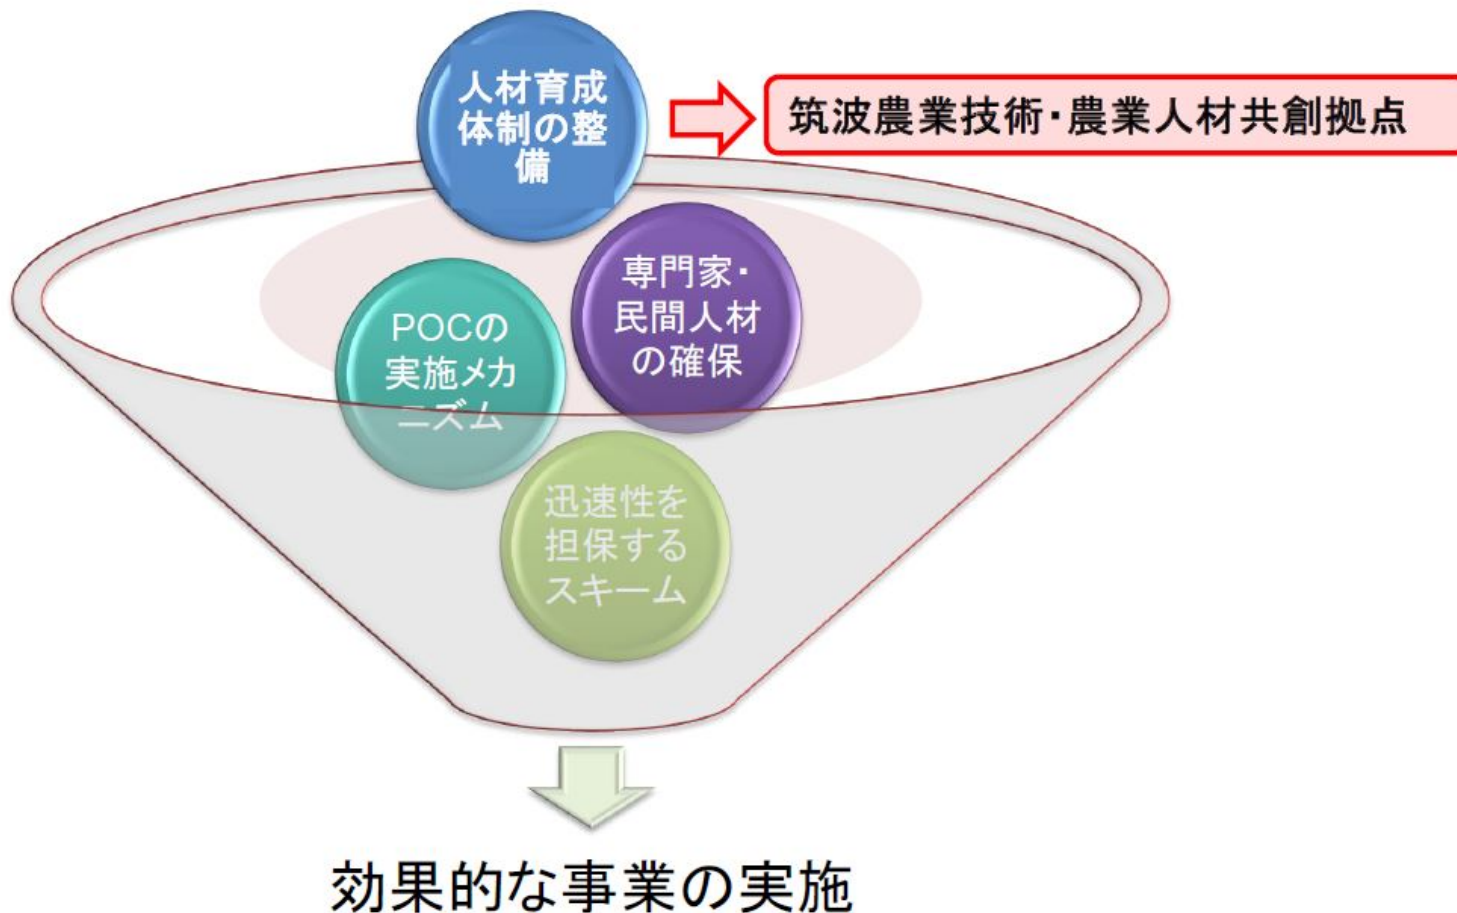 人材育成
体制の整
備
筑波農業技術・農業人材共創拠点
専門家・
民間人材
の確保
POCの
実施メカ
ニズム
迅速性を
担保する
スキーム
効果的な事業の実施